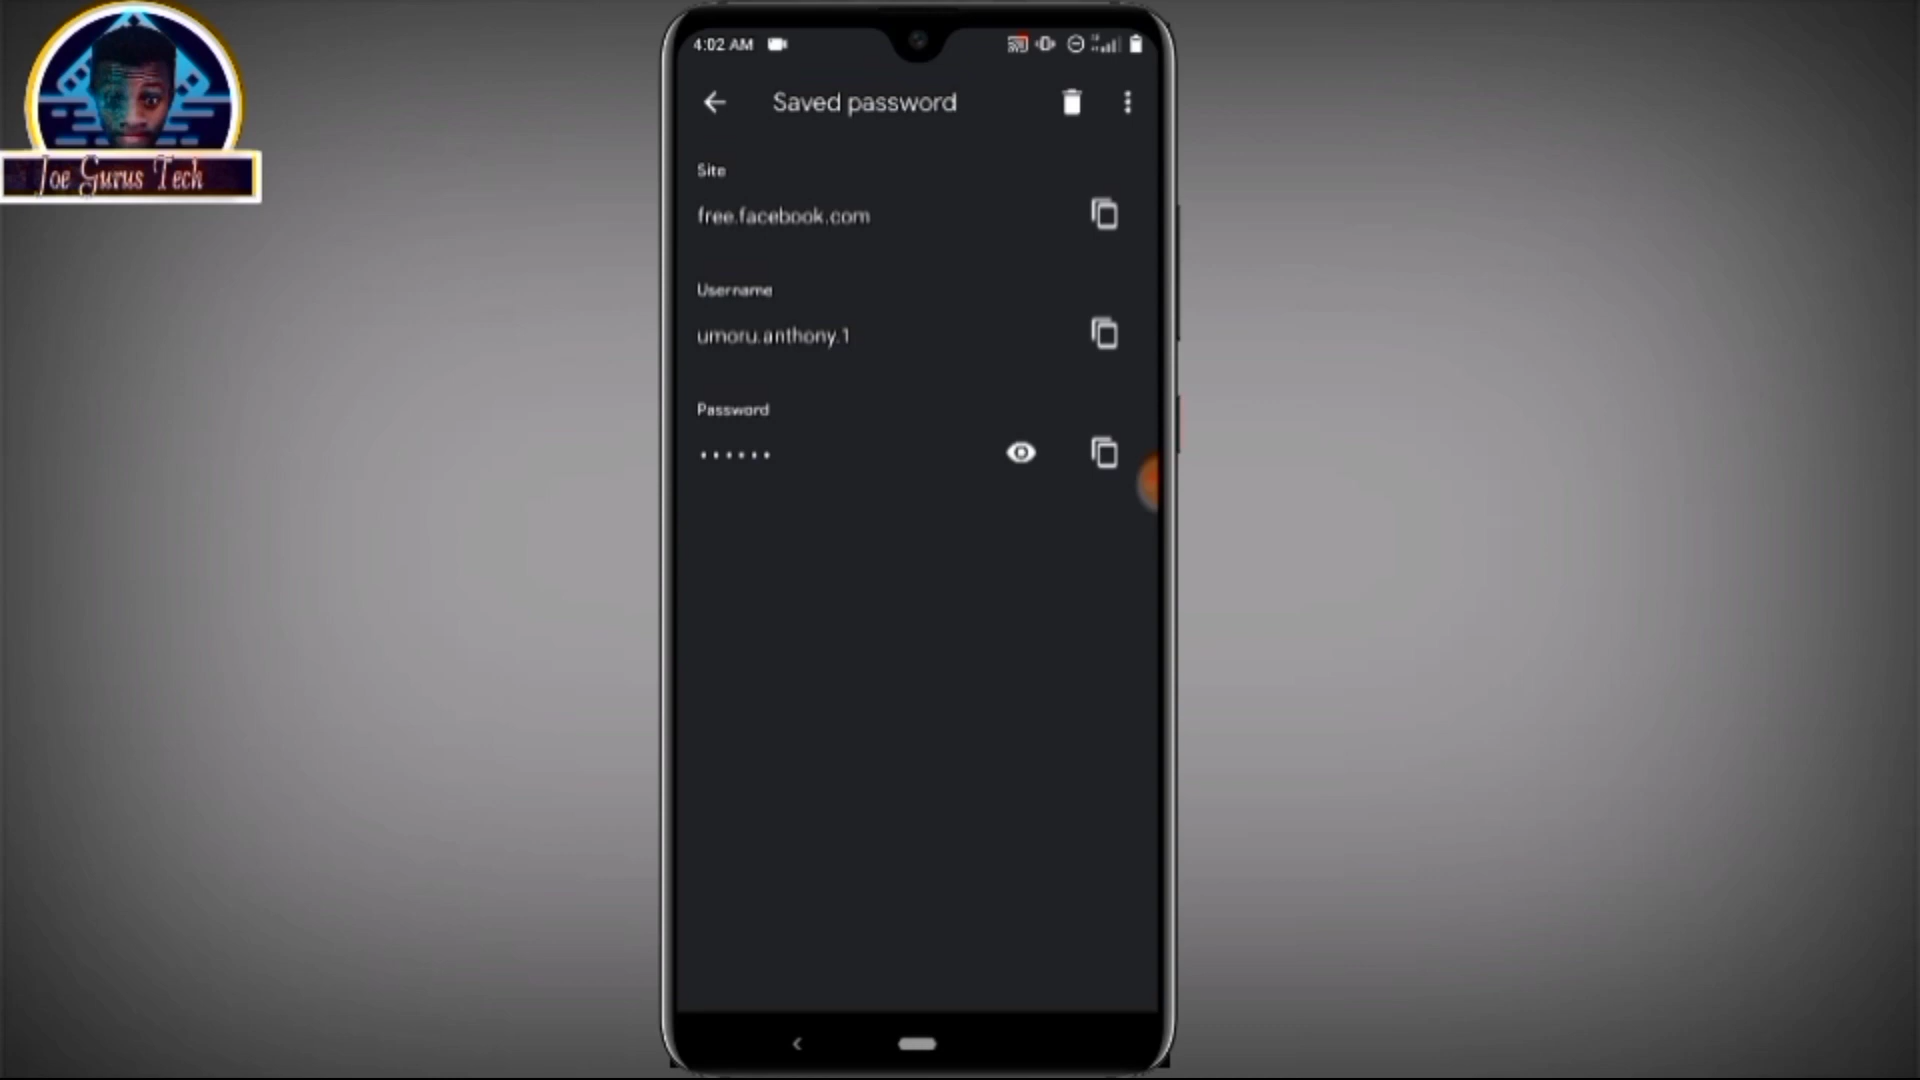 Joe Gurus Tech
4:02 AM
Saved password
Site
free.facebook.com
Username
umoru.anthony.1
Password
••••••